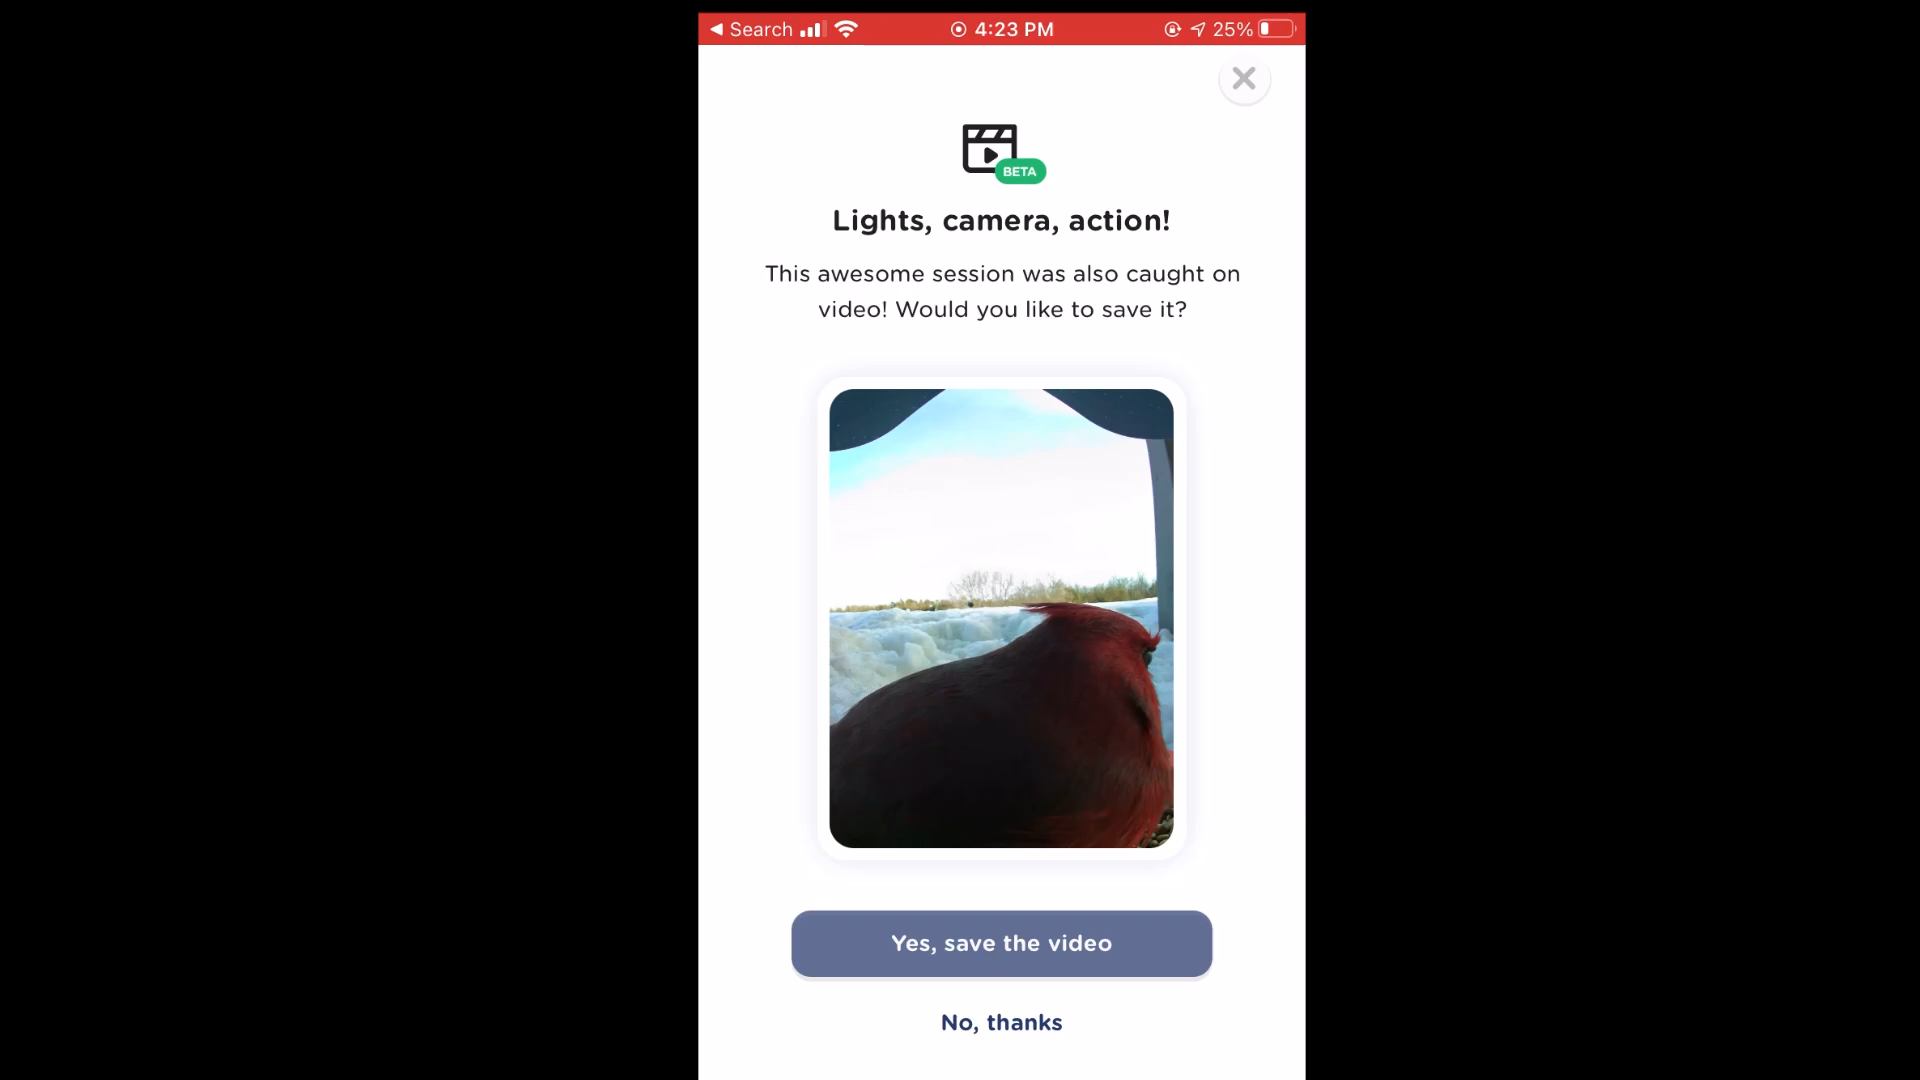 Search 4:23 PM 25%
BETA
Lights, camera, action!
This awesome session was also caught on
video! Would you like to save it?
Yes, save the video
No, thanks